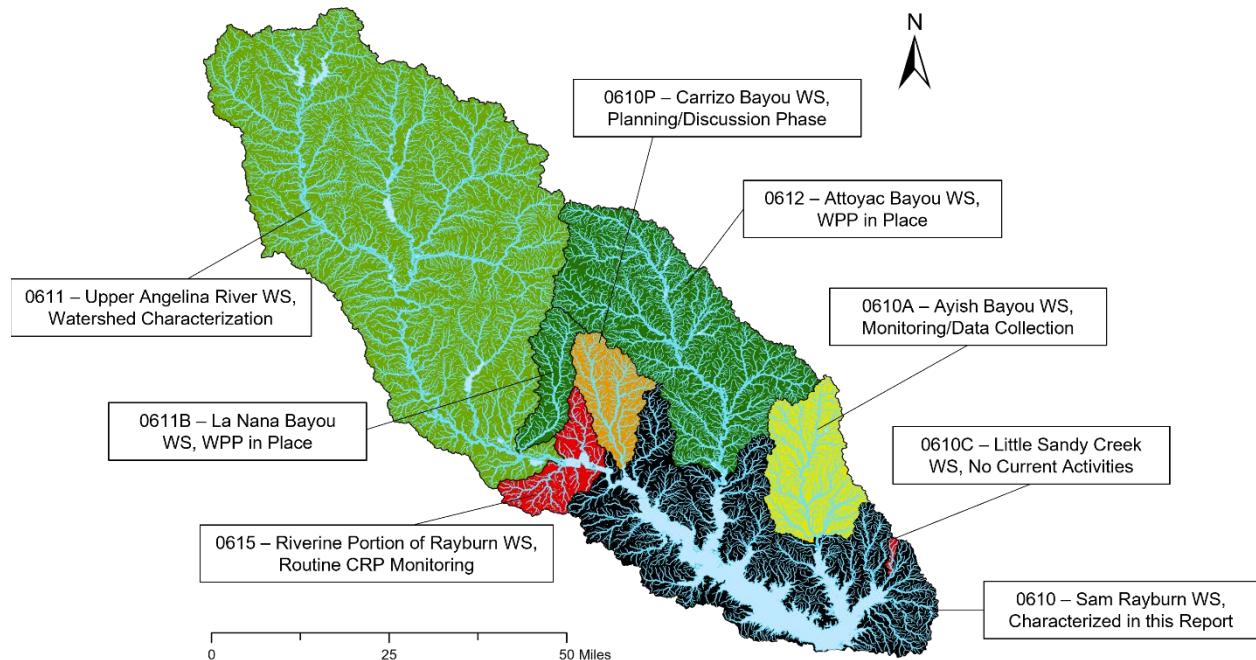 N
0610P – Carrizo Bayou WS,
Planning/Discussion Phase
0612 – Attoyac Bayou WS,
WPP in Place
0611 – Upper Angelina River WS,
Watershed Characterization
0610A – Ayish Bayou WS,
Monitoring/Data Collection
0611B – La Nana Bayou
WS, WPP in Place
0610C – Little Sandy Creek
WS, No Current Activities
0615 – Riverine Portion of Rayburn WS,
Routine CRP Monitoring
0610 – Sam Rayburn WS,
Characterized in this Report
0 25 50 Miles